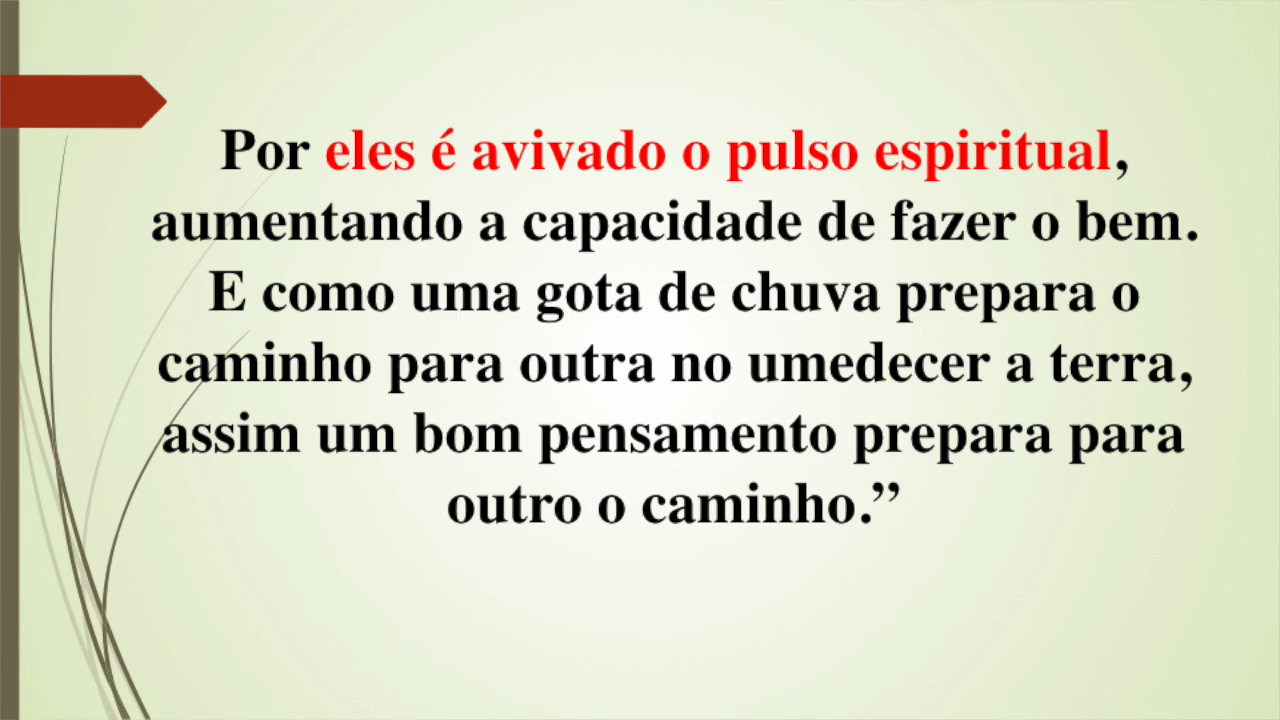 Por eles é avivado o pulso espiritual,
aumentando a capacidade de fazer o bem.
E como uma gota de chuva prepara o
caminho para outra no umedecer a terra,
assim um bom pensamento prepara para
outro o caminho.”